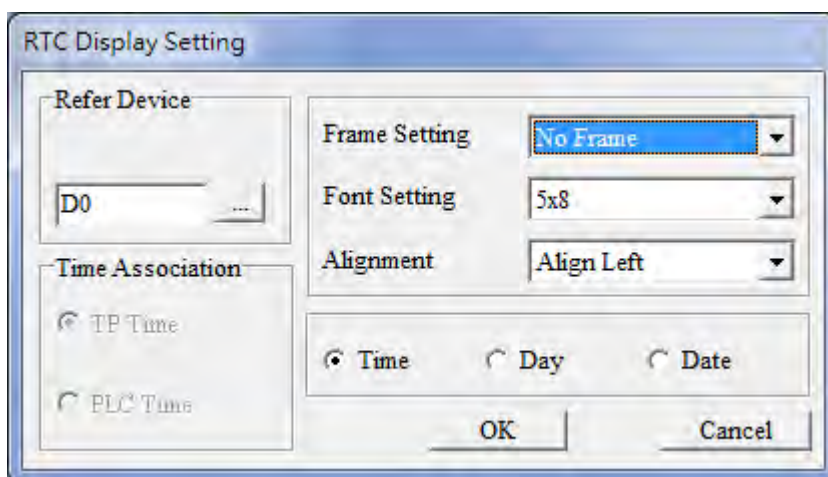 RTC Display Setting
Refer Device
D0
...
Time Association
TP Time
PLC Time
Frame Setting
No Frame
Font Setting
5x8
Alignment
Align Left
Time
Day
Date
OK
Cancel